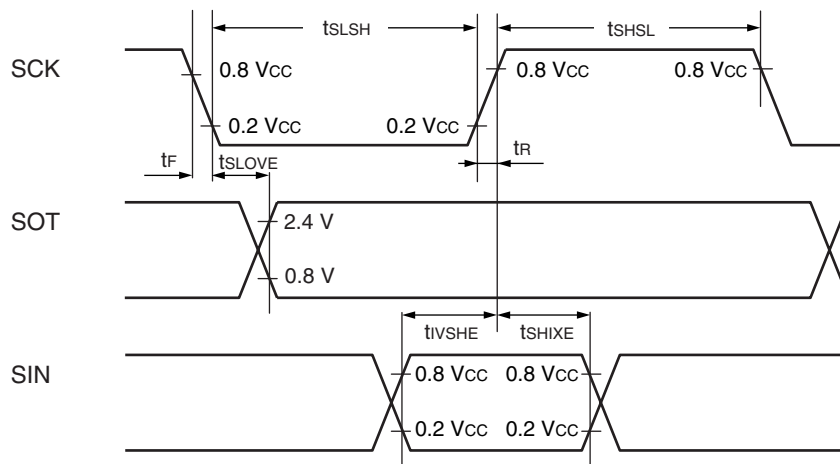 tSLSH
tSHSL
SCK
0.8 VCC
0.8 VCC
0.8 VCC
0.2 VCC
0.2 VCC
tF
tSLOVE
tR
SOT
2.4 V
0.8 V
tIVSHE
tSHIXE
SIN
0.8 VCC
0.8 VCC
0.2 VCC
0.2 VCC